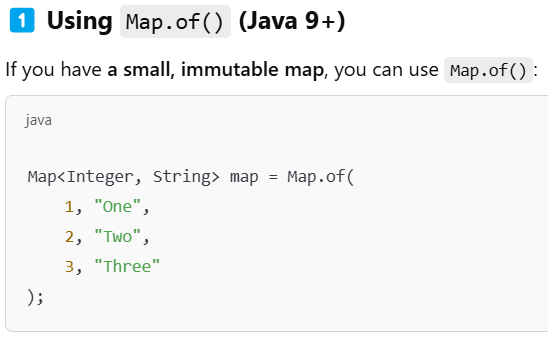 1 Using Map.of() (Java 9+)
If you have a small, immutable map, you can use Map.of() :
java
Map<Integer, String> map = Map.of(
    1, "One",
    2, "Two",
    3, "Three"
);